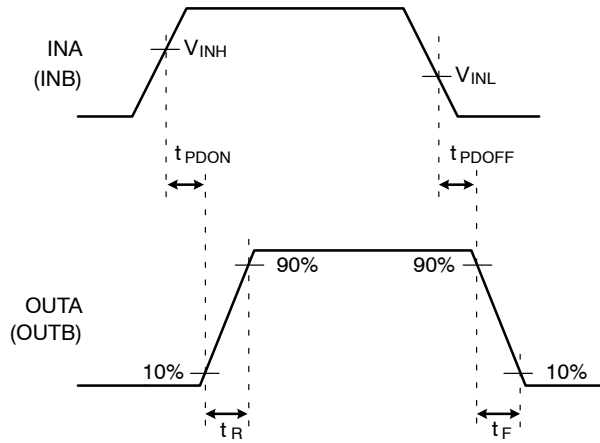 INA
(INB)
VINH
VINL
tPDON
tPDOFF
OUTA
(OUTB)
90%
90%
10%
10%
tR
tF